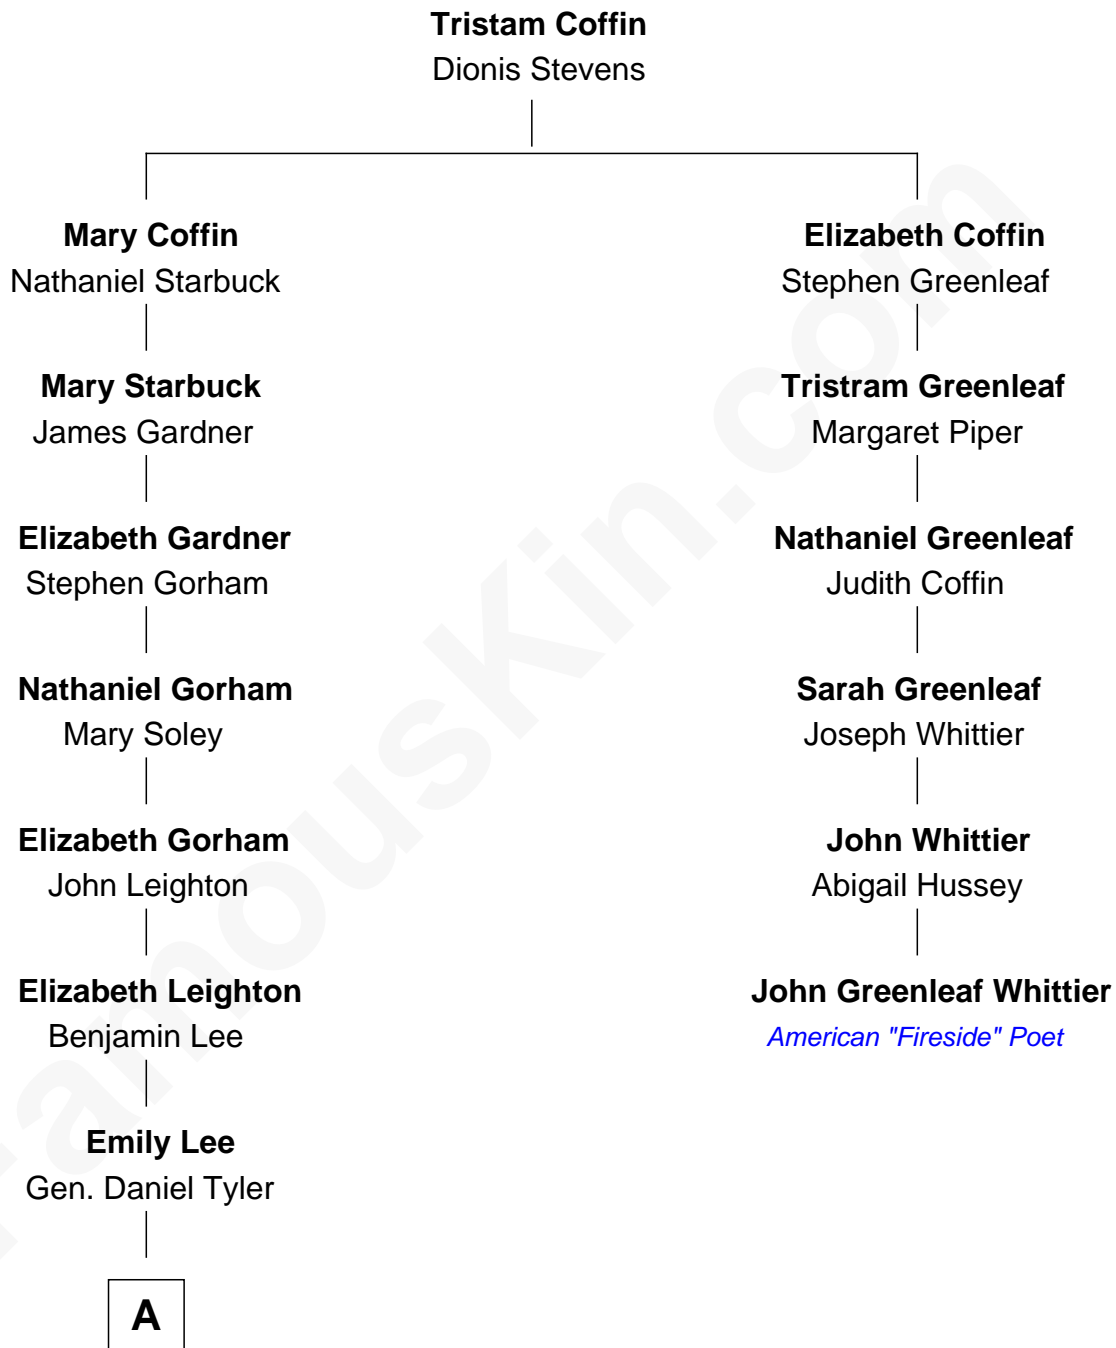 Tristam Coffin
Dionis Stevens
Mary Coffin
Nathaniel Starbuck
Elizabeth Coffin
Stephen Greenleaf
Mary Starbuck
James Gardner
Tristram Greenleaf
Margaret Piper
Elizabeth Gardner
Stephen Gorham
Nathaniel Greenleaf
Judith Coffin
Nathaniel Gorham
Mary Soley
Sarah Greenleaf
Joseph Whittier
Elizabeth Gorham
John Leighton
John Whittier
Abigail Hussey
Elizabeth Leighton
Benjamin Lee
John Greenleaf Whittier
American "Fireside" Poet
Emily Lee
Gen. Daniel Tyler
A
FamousKin.com